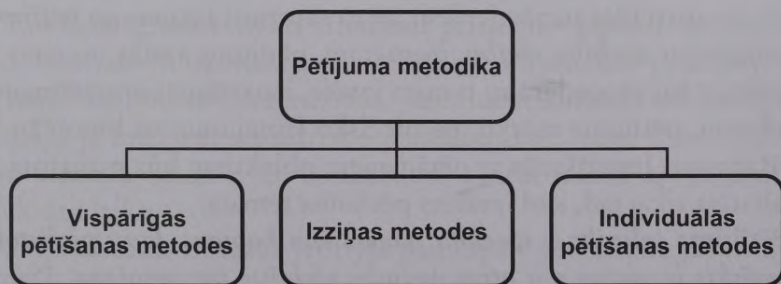 Pētījuma metodika
Vispārīgās
pētīšanas metodes
Izziņas metodes
Individuālās
pētīšanas metodes